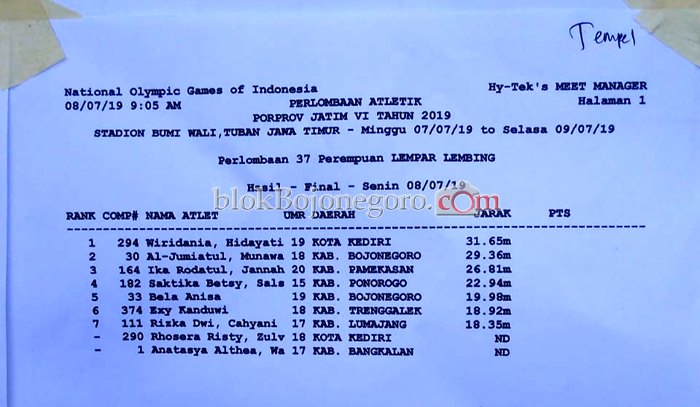 Tempel
National Olympic Games of Indonesia Hy-Tek's MEET MANAGER
08/07/19 9:05 AM PERLOMBAAN ATLETIK Halaman 1
PORPROV JATIM VI TAHUN 2019
STADION BUMI WALI,TUBAN JAWA TIMUR - Minggu 07/07/19 to Selasa 09/07/19
Perlombaan 37 Perempuan LEMPAR LEMBING
Hasil - Final - Senin 08/07/19
blokBojonegoro.com
RANK COMP# NAMA ATLET UMR DAERAH JARAK PTS
1 294 Wiridania, Hidayati 19 KOTA KEDIRI 31.65m
2 30 Al-Jumiatul, Munawa 18 KAB. BOJONEGORO 29.36m
3 164 Ika Rodatul, Jannah 20 KAB. PAMEKASAN 26.81m
4 182 Saktika Betsy, Sals 15 KAB. PONOROGO 22.94m
5 33 Bela Anisa 19 KAB. BOJONEGORO 19.98m
6 374 Exy Kanduwi 18 KAB. TRENGGALEK 18.92m
7 111 Rizka Dwi, Cahyani 17 KAB. LUMAJANG 18.35m
- 290 Rhosera Risty, Zulv 18 KOTA KEDIRI ND
- 1 Anatasya Althea, Wa 17 KAB. BANGKALAN ND